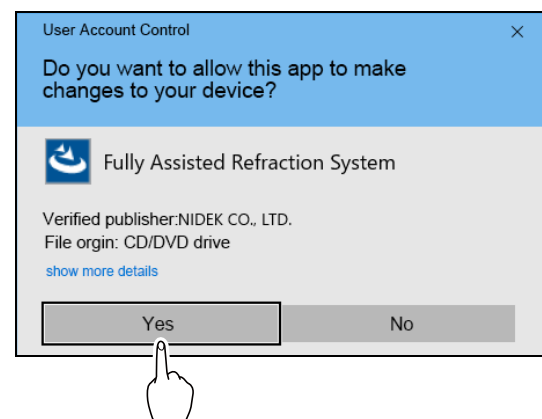 User Account Control
Do you want to allow this app to make
changes to your device?
Fully Assisted Refraction System
Verified publisher:NIDEK CO., LTD.
File orgin: CD/DVD drive
show more details
Yes
No